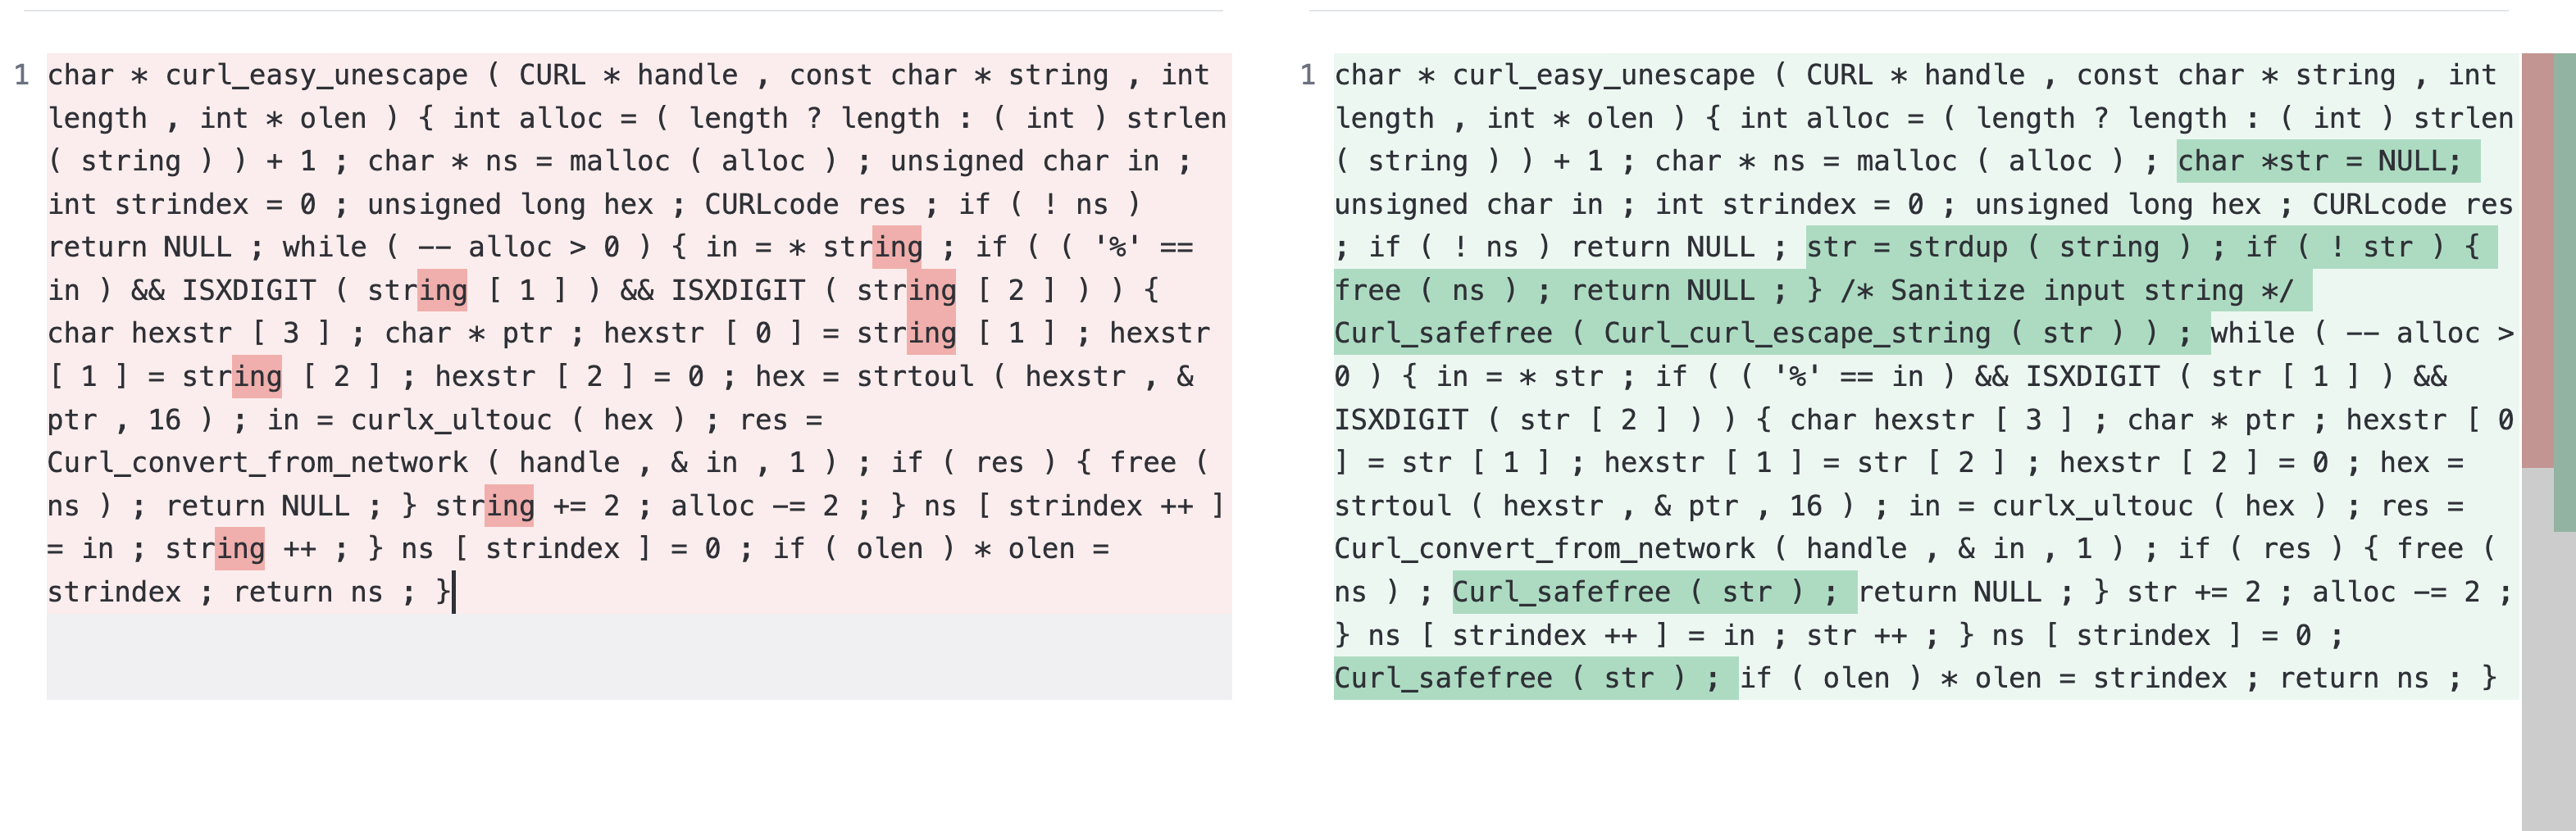 1 char * curl_easy_unescape ( CURL * handle , const char * string , int
length , int * olen ) { int alloc = ( length ? length : ( int ) strlen
( string ) ) + 1 ; char * ns = malloc ( alloc ) ; unsigned char in ;
int strindex = 0 ; unsigned long hex ; CURLcode res ; if ( ! ns )
return NULL ; while ( -- alloc > 0 ) { in = * string ; if ( ( '%' ==
in ) && ISXDIGIT ( string [ 1 ] ) && ISXDIGIT ( string [ 2 ] ) ) {
char hexstr [ 3 ] ; char * ptr ; hexstr [ 0 ] = string [ 1 ] ; hexstr
[ 1 ] = string [ 2 ] ; hexstr [ 2 ] = 0 ; hex = strtoul ( hexstr , &
ptr , 16 ) ; in = curlx_ultouc ( hex ) ; res =
Curl_convert_from_network ( handle , & in , 1 ) ; if ( res ) { free (
ns ) ; return NULL ; } string += 2 ; alloc -= 2 ; } ns [ strindex ++ ]
= in ; string ++ ; } ns [ strindex ] = 0 ; if ( olen ) * olen =
strindex ; return ns ; }
1 char * curl_easy_unescape ( CURL * handle , const char * string , int
length , int * olen ) { int alloc = ( length ? length : ( int ) strlen
( string ) ) + 1 ; char * ns = malloc ( alloc ) ; char *str = NULL;
unsigned char in ; int strindex = 0 ; unsigned long hex ; CURLcode res
; if ( ! ns ) return NULL ; str = strdup ( string ) ; if ( ! str ) {
free ( ns ) ; return NULL ; } /* Sanitize input string */
Curl_safefree ( Curl_curl_escape_string ( str ) ) ; while ( -- alloc >
0 ) { in = * str ; if ( ( '%' == in ) && ISXDIGIT ( str [ 1 ] ) &&
ISXDIGIT ( str [ 2 ] ) ) { char hexstr [ 3 ] ; char * ptr ; hexstr [ 0
] = str [ 1 ] ; hexstr [ 1 ] = str [ 2 ] ; hexstr [ 2 ] = 0 ; hex =
strtoul ( hexstr , & ptr , 16 ) ; in = curlx_ultouc ( hex ) ; res =
Curl_convert_from_network ( handle , & in , 1 ) ; if ( res ) { free (
ns ) ; Curl_safefree ( str ) ; return NULL ; } str += 2 ; alloc -= 2 ;
} ns [ strindex ++ ] = in ; str ++ ; } ns [ strindex ] = 0 ;
Curl_safefree ( str ) ; if ( olen ) * olen = strindex ; return ns ; }